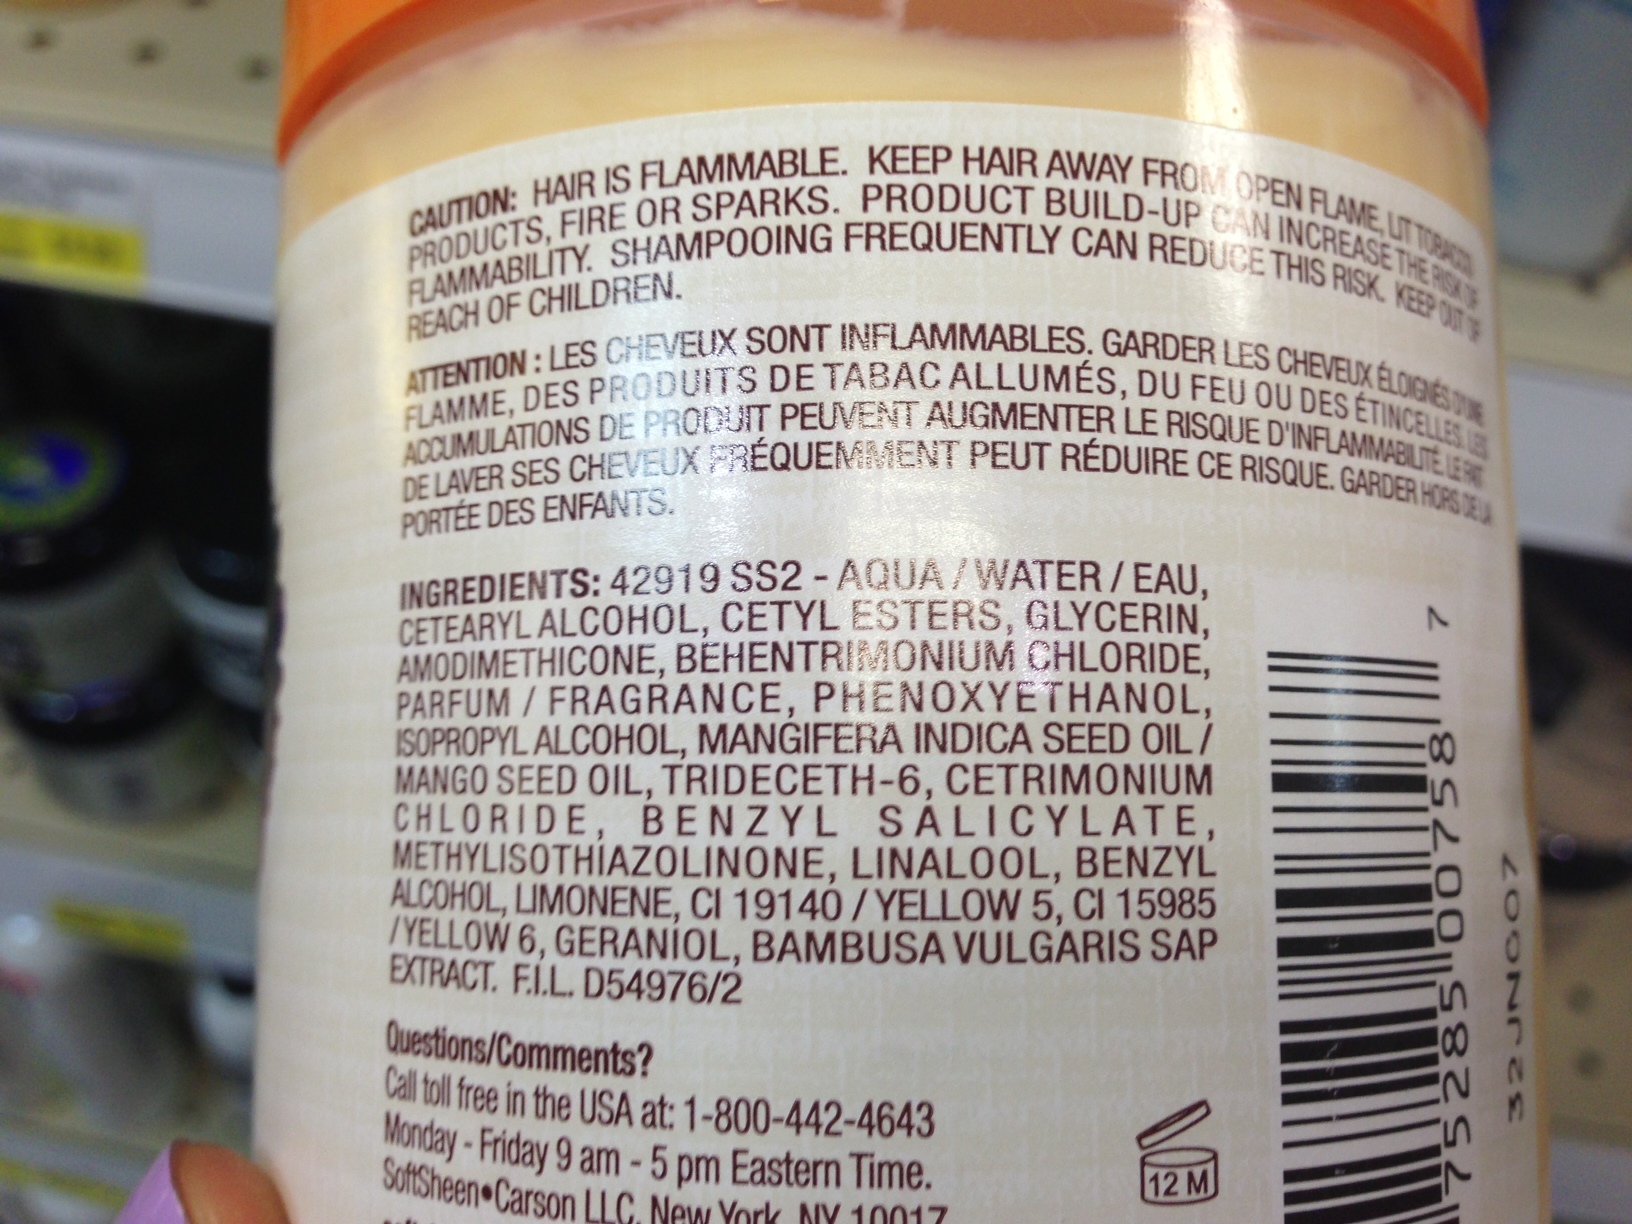 CAUTION: HAIR IS FLAMMABLE. KEEP HAIR AWAY FROM OPEN FLAME, LIT TOBACCO
PRODUCTS, FIRE OR SPARKS. PRODUCT BUILD-UP CAN INCREASE THE RISK OF
FLAMMABILITY. SHAMPOOING FREQUENTLY CAN REDUCE THIS RISK. KEEP OUT OF
REACH OF CHILDREN.
ATTENTION : LES CHEVEUX SONT INFLAMMABLES. GARDER LES CHEVEUX ÉLOIGNÉS D'UNE
FLAMME, DES PRODUITS DE TABAC ALLUMÉS, DU FEU OU DES ÉTINCELLES. LES
ACCUMULATIONS DE PRODUIT PEUVENT AUGMENTER LE RISQUE D'INFLAMMABILITÉ. LE FAIT
DE LAVER SES CHEVEUX FRÉQUEMMENT PEUT RÉDUIRE CE RISQUE. GARDER HORS DE LA
PORTÉE DES ENFANTS.
INGREDIENTS: 42919 SS2 - AQUA / WATER / EAU,
CETEARYL ALCOHOL, CETYL ESTERS, GLYCERIN,
AMODIMETHICONE, BEHENTRIMONIUM CHLORIDE,
PARFUM / FRAGRANCE, PHENOXYETHANOL,
ISOPROPYL ALCOHOL, MANGIFERA INDICA SEED OIL /
MANGO SEED OIL, TRIDECETH-6, CETRIMONIUM
CHLORIDE, BENZYL SALICYLATE,
METHYLISOTHIAZOLINONE, LINALOOL, BENZYL
ALCOHOL, LIMONENE, CI 19140 / YELLOW 5, CI 15985
/ YELLOW 6, GERANIOL, BAMBUSA VULGARIS SAP
EXTRACT. F.I.L. D54976/2
Questions/Comments?
Call toll free in the USA at: 1-800-442-4643
Monday - Friday 9 am - 5 pm Eastern Time.
SoftSheen•Carson LLC, New York, NY 10017
12 M
75285 00758 7
32JN007